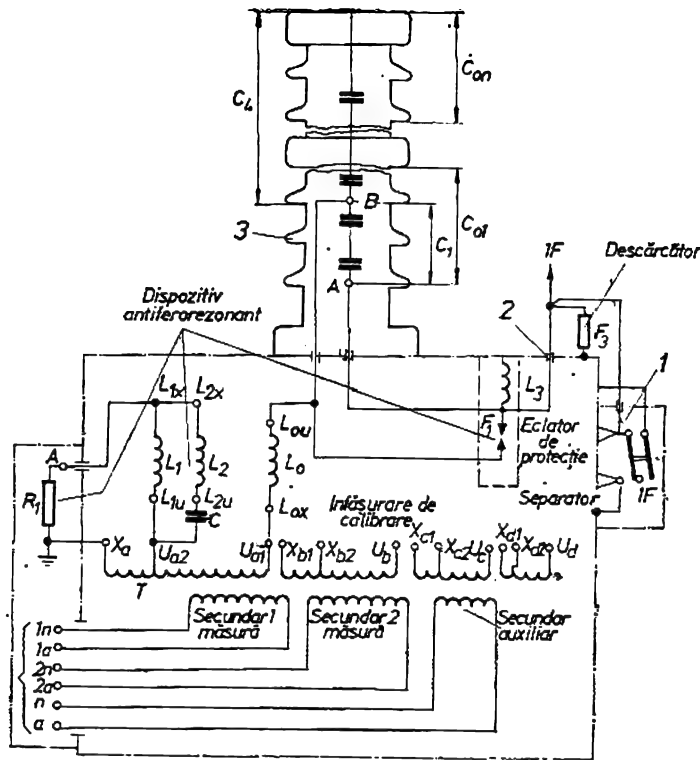 C₄
Ċon
3
B
C₁
C₀₁
A
1F
Descărcător
Dispozitiv
antiferorezonant
2
F₃
1
L₁ₓ
L₂ₓ
L₃
A
L₀ᵤ
F₁
Eclator
de
protecție
R₁
L₁
L₂
L₀
L₁ᵤ
L₂ᵤ
C
L₀ₓ
Separator
1F
Înfăsurare de
calibrare
Xa
Ua2
Ua1
Xb1
Xb2
Ub
Xc1
Xc2
Uc
Xd1
Xd2
Ud
T
Secundar 1
măsură
Secundar 2
măsură
Secundar
auxiliar
1n
1a
2n
2a
n
a